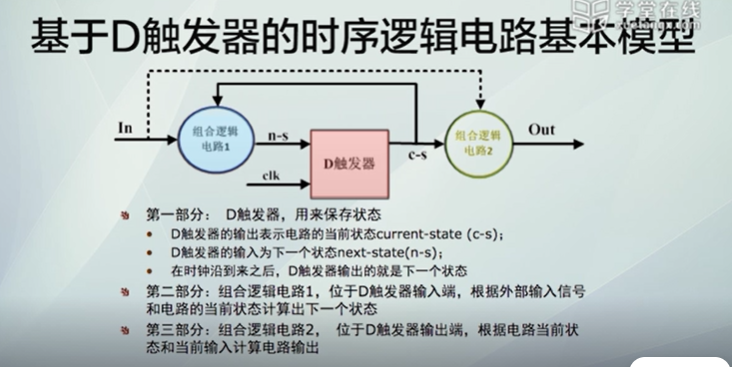 学堂在线
基于D触发器的时序逻辑电路基本模型
In
组合逻辑
电路1
n-s
clk
D触发器
c-s
组合逻辑
电路2
Out
第一部分： D触发器，用来保存状态
D触发器的输出表示电路的当前状态current-state (c-s)；
D触发器的输入为下一个状态next-state(n-s)；
在时钟沿到来之后，D触发器输出的就是下一个状态
第二部分：组合逻辑电路1，位于D触发器输入端，根据外部输入信号
和电路的当前状态计算出下一个状态
第三部分：组合逻辑电路2， 位于D触发器输出端，根据电路当前状
态和当前输入计算电路输出